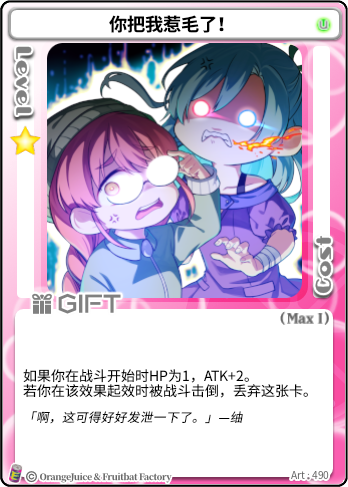 你把我惹毛了！
U
Level
Cost
GIFT
(Max 1)
如果你在战斗开始时HP为1，ATK+2。
若你在该效果起效时被战斗击倒，丢弃这张卡。
「啊，这可得好好发泄一下了。」—䌷
© OrangeJuice & Fruitbat Factory
Art: 490